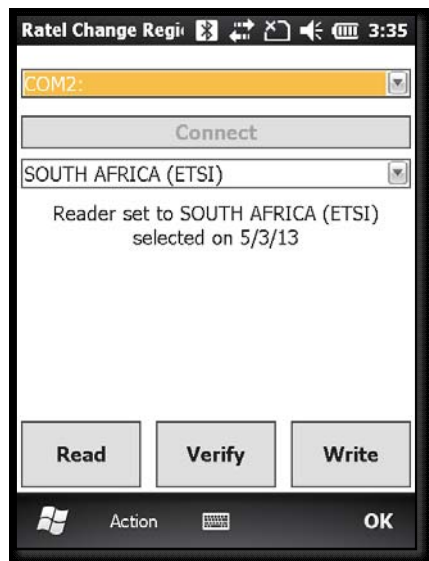 Ratel Change Regi 3:35
COM2:
Connect
SOUTH AFRICA (ETSI)
Reader set to SOUTH AFRICA (ETSI)
selected on 5/3/13
Read Verify Write
Action OK